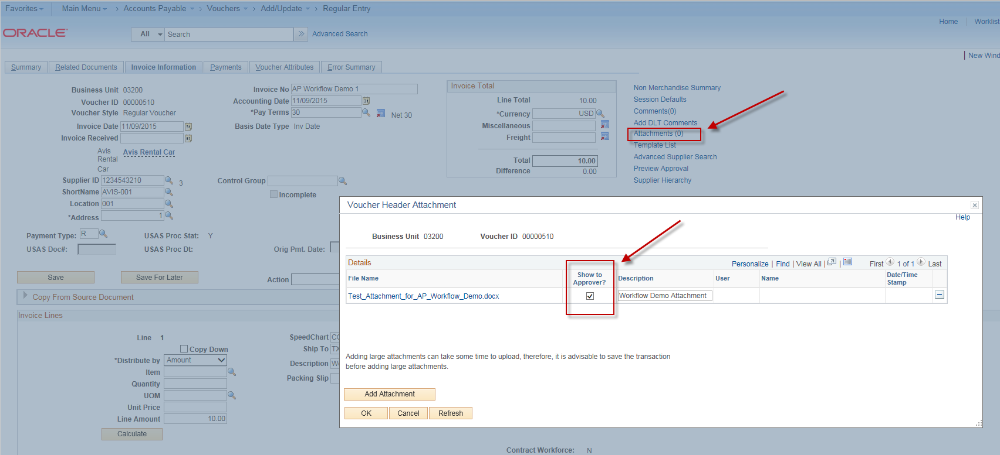 Favorites Main Menu > Accounts Payable > Vouchers > Add/Update > Regular Entry
Home Worklist
ORACLE All Search Advanced Search
New Wind
Summary Related Documents Invoice Information Payments Voucher Attributes Error Summary
Business Unit 03200
Voucher ID 00000510
Voucher Style Regular Voucher
Invoice Date 11/09/2015
Invoice Received
Avis Rental Car
Avis Rental Car
Supplier ID 1234543210 3
ShortName AVIS-001
Location 001
*Address 1
Invoice No AP Workflow Demo 1
Accounting Date 11/09/2015
*Pay Terms 30 Net 30
Basis Date Type Inv Date
Control Group
Incomplete
Invoice Total
Line Total 10.00
*Currency USD
Miscellaneous
Freight
Total 10.00
Difference 0.00
Non Merchandise Summary
Session Defaults
Comments(0)
Add DLT Comments
Attachments (0)
Template List
Advanced Supplier Search
Preview Approval
Supplier Hierarchy
Payment Type: R USAS Proc Stat: Y
USAS Doc#: USAS Proc Dt: Orig Pmt. Date:
Save Save For Later Action
Copy From Source Document
Invoice Lines
Line 1
Copy Down
*Distribute by Amount
Item
Quantity
UOM
Unit Price
Line Amount 10.00
Calculate
SpeedChart CO
Ship To TX
Description Wo
Packing Slip
Contract Workforce: N
Voucher Header Attachment
Help
Business Unit 03200 Voucher ID 00000510
Details Personalize | Find | View All | | First 1 of 1 Last
File Name Show to Approver? Description User Name Date/Time Stamp
Test_Attachment_for_AP_Workflow_Demo.docx Workflow Demo Attachment
Adding large attachments can take some time to upload, therefore, it is advisable to save the transaction
before adding large attachments.
Add Attachment
OK Cancel Refresh